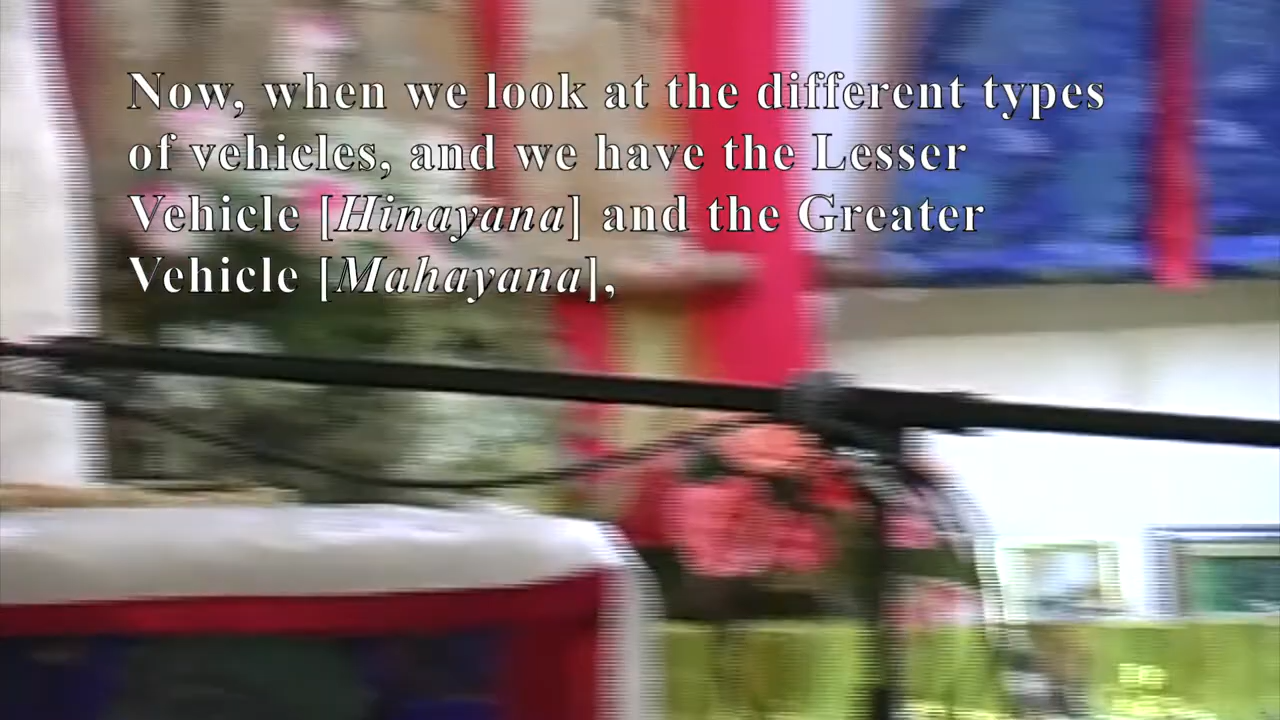 Now, when we look at the different types
of vehicles, and we have the Lesser
Vehicle [Hinayana] and the Greater
Vehicle [Mahayana],